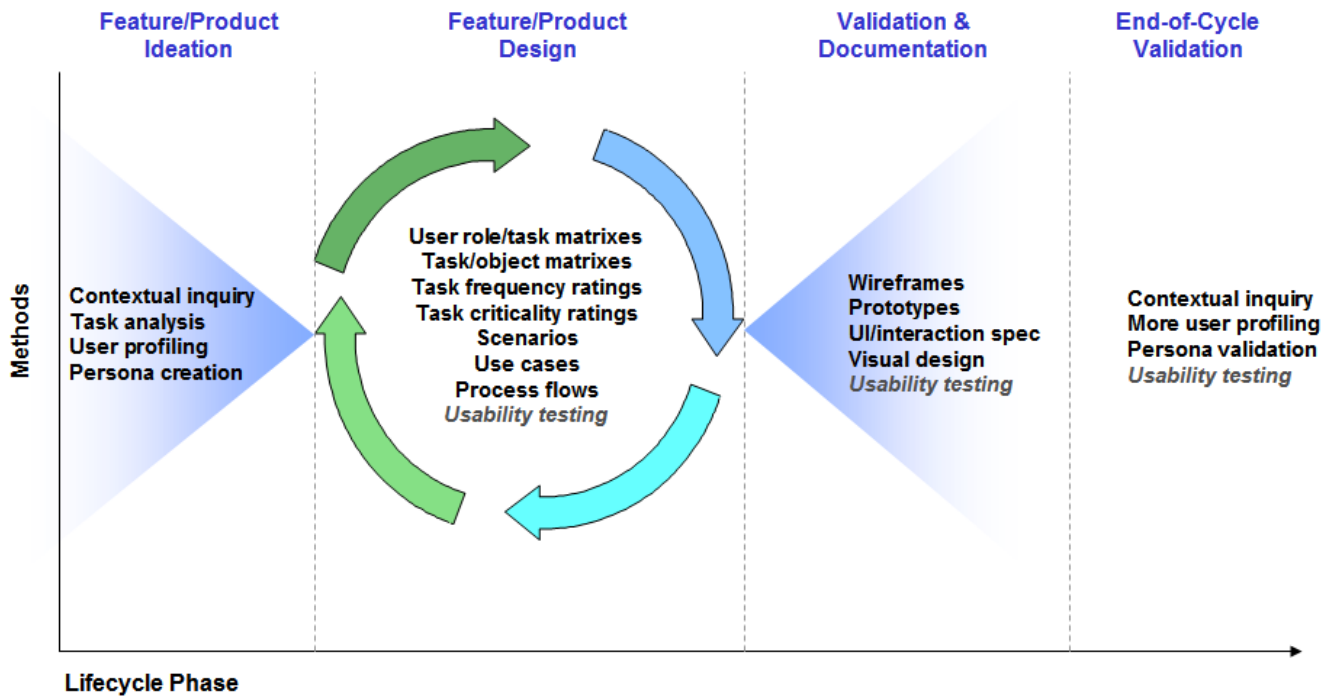 Feature/Product
Ideation
Feature/Product
Design
Validation &
Documentation
End-of-Cycle
Validation
Methods
Contextual inquiry
Task analysis
User profiling
Persona creation
User role/task matrixes
Task/object matrixes
Task frequency ratings
Task criticality ratings
Scenarios
Use cases
Process flows
Usability testing
Wireframes
Prototypes
UI/interaction spec
Visual design
Usability testing
Contextual inquiry
More user profiling
Persona validation
Usability testing
Lifecycle Phase